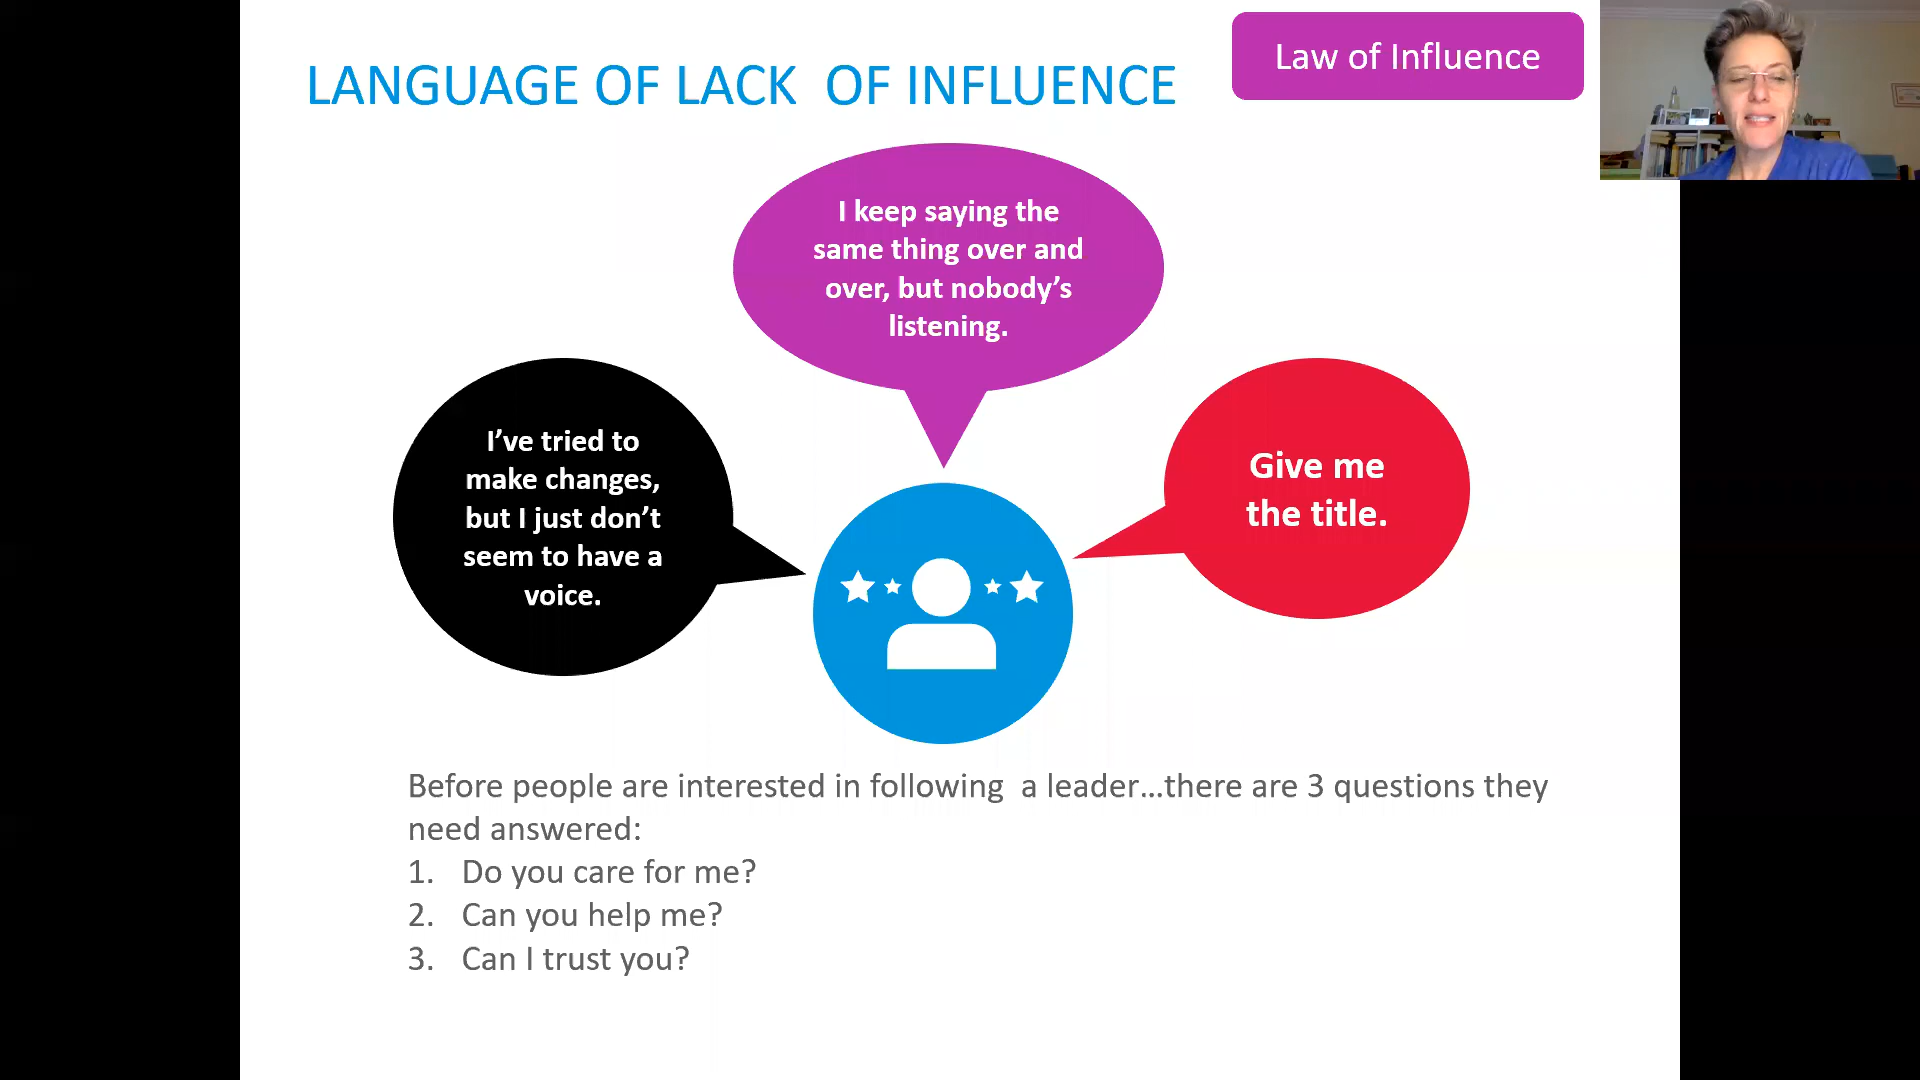 LANGUAGE OF LACK  OF INFLUENCE
Law of Influence
I keep saying the
same thing over and
over, but nobody’s
listening.
I’ve tried to
make changes,
but I just don’t
seem to have a
voice.
Give me
the title.
Before people are interested in following  a leader…there are 3 questions they
need answered:
1. Do you care for me?
2. Can you help me?
3. Can I trust you?